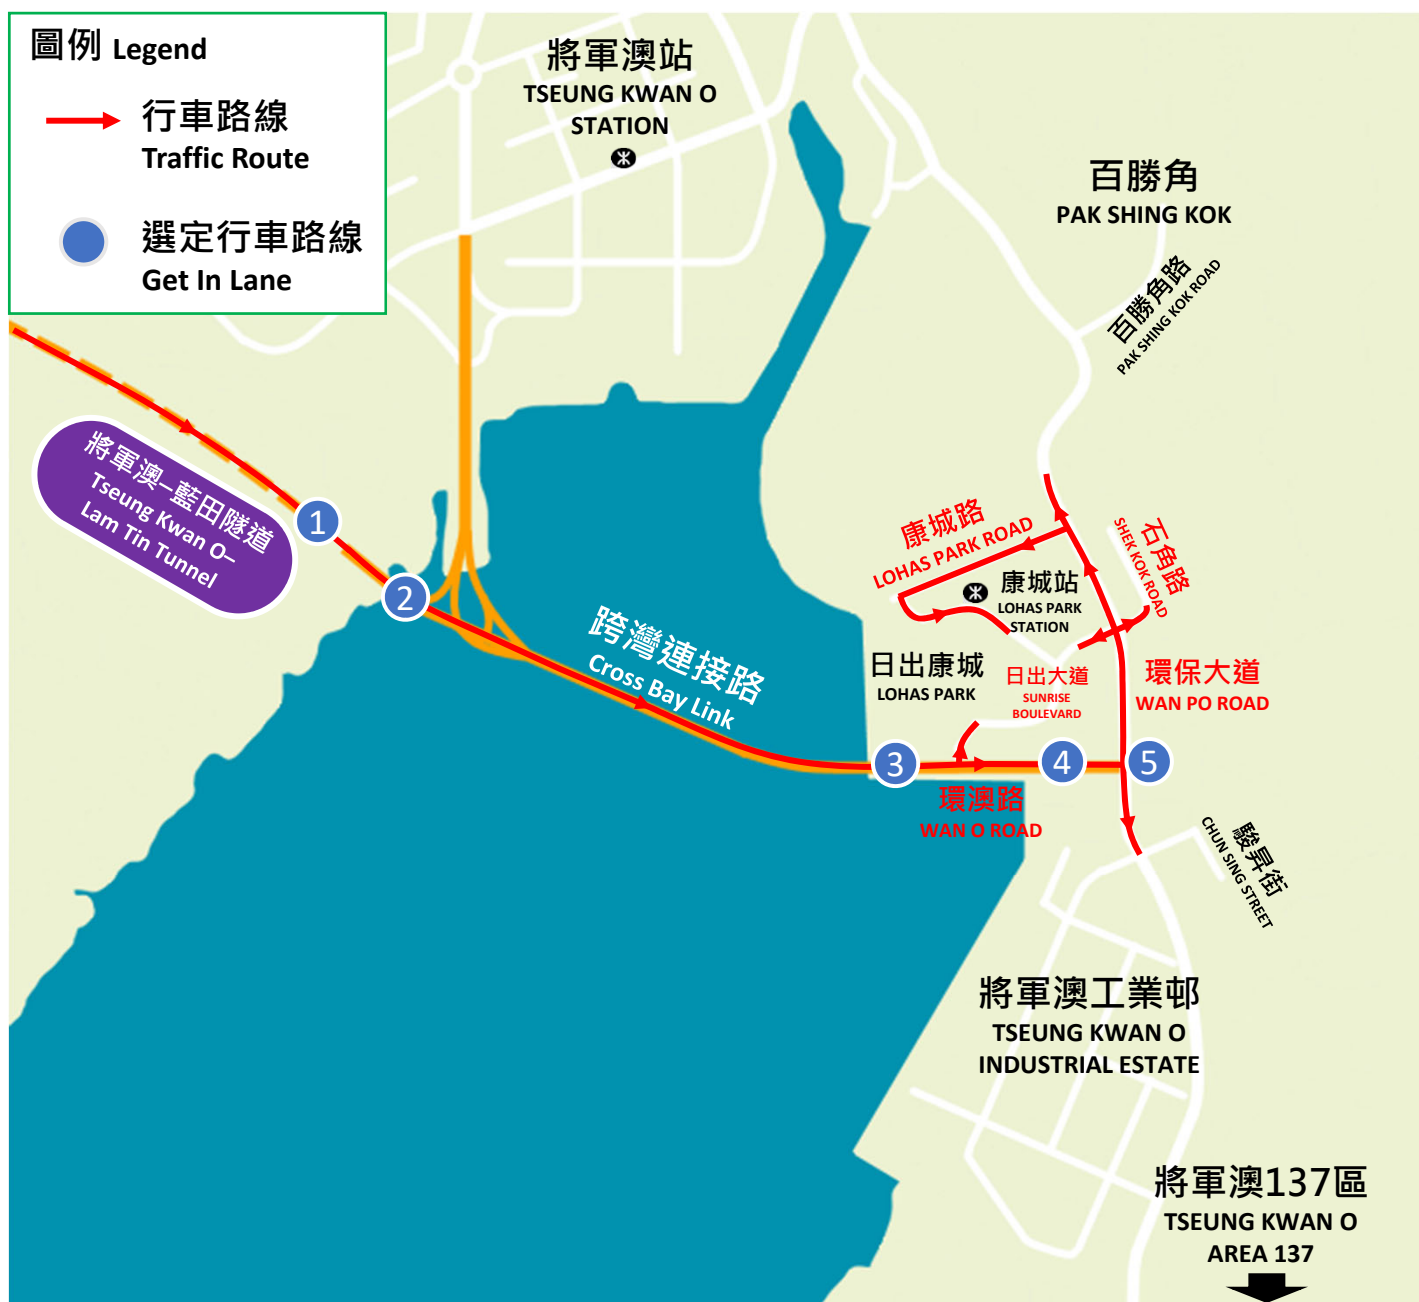 圖例 Legend
行車路線
Traffic Route
選定行車路線
Get In Lane
將軍澳站
TSEUNG KWAN O
STATION
百勝角
PAK SHING KOK
百勝角路
PAK SHING KOK ROAD
將軍澳–藍田隧道
Tseung Kwan O–
Lam Tin Tunnel
1
2
康城路
LOHAS PARK ROAD
石角路
SHEK KOK ROAD
康城站
LOHAS PARK
STATION
跨灣連接路
Cross Bay Link
日出康城
LOHAS PARK
日出大道
SUNRISE
BOULEVARD
環保大道
WAN PO ROAD
3
4
5
環澳路
WAN O ROAD
駿昇街
CHUN SING STREET
將軍澳工業邨
TSEUNG KWAN O
INDUSTRIAL ESTATE
將軍澳137區
TSEUNG KWAN O
AREA 137